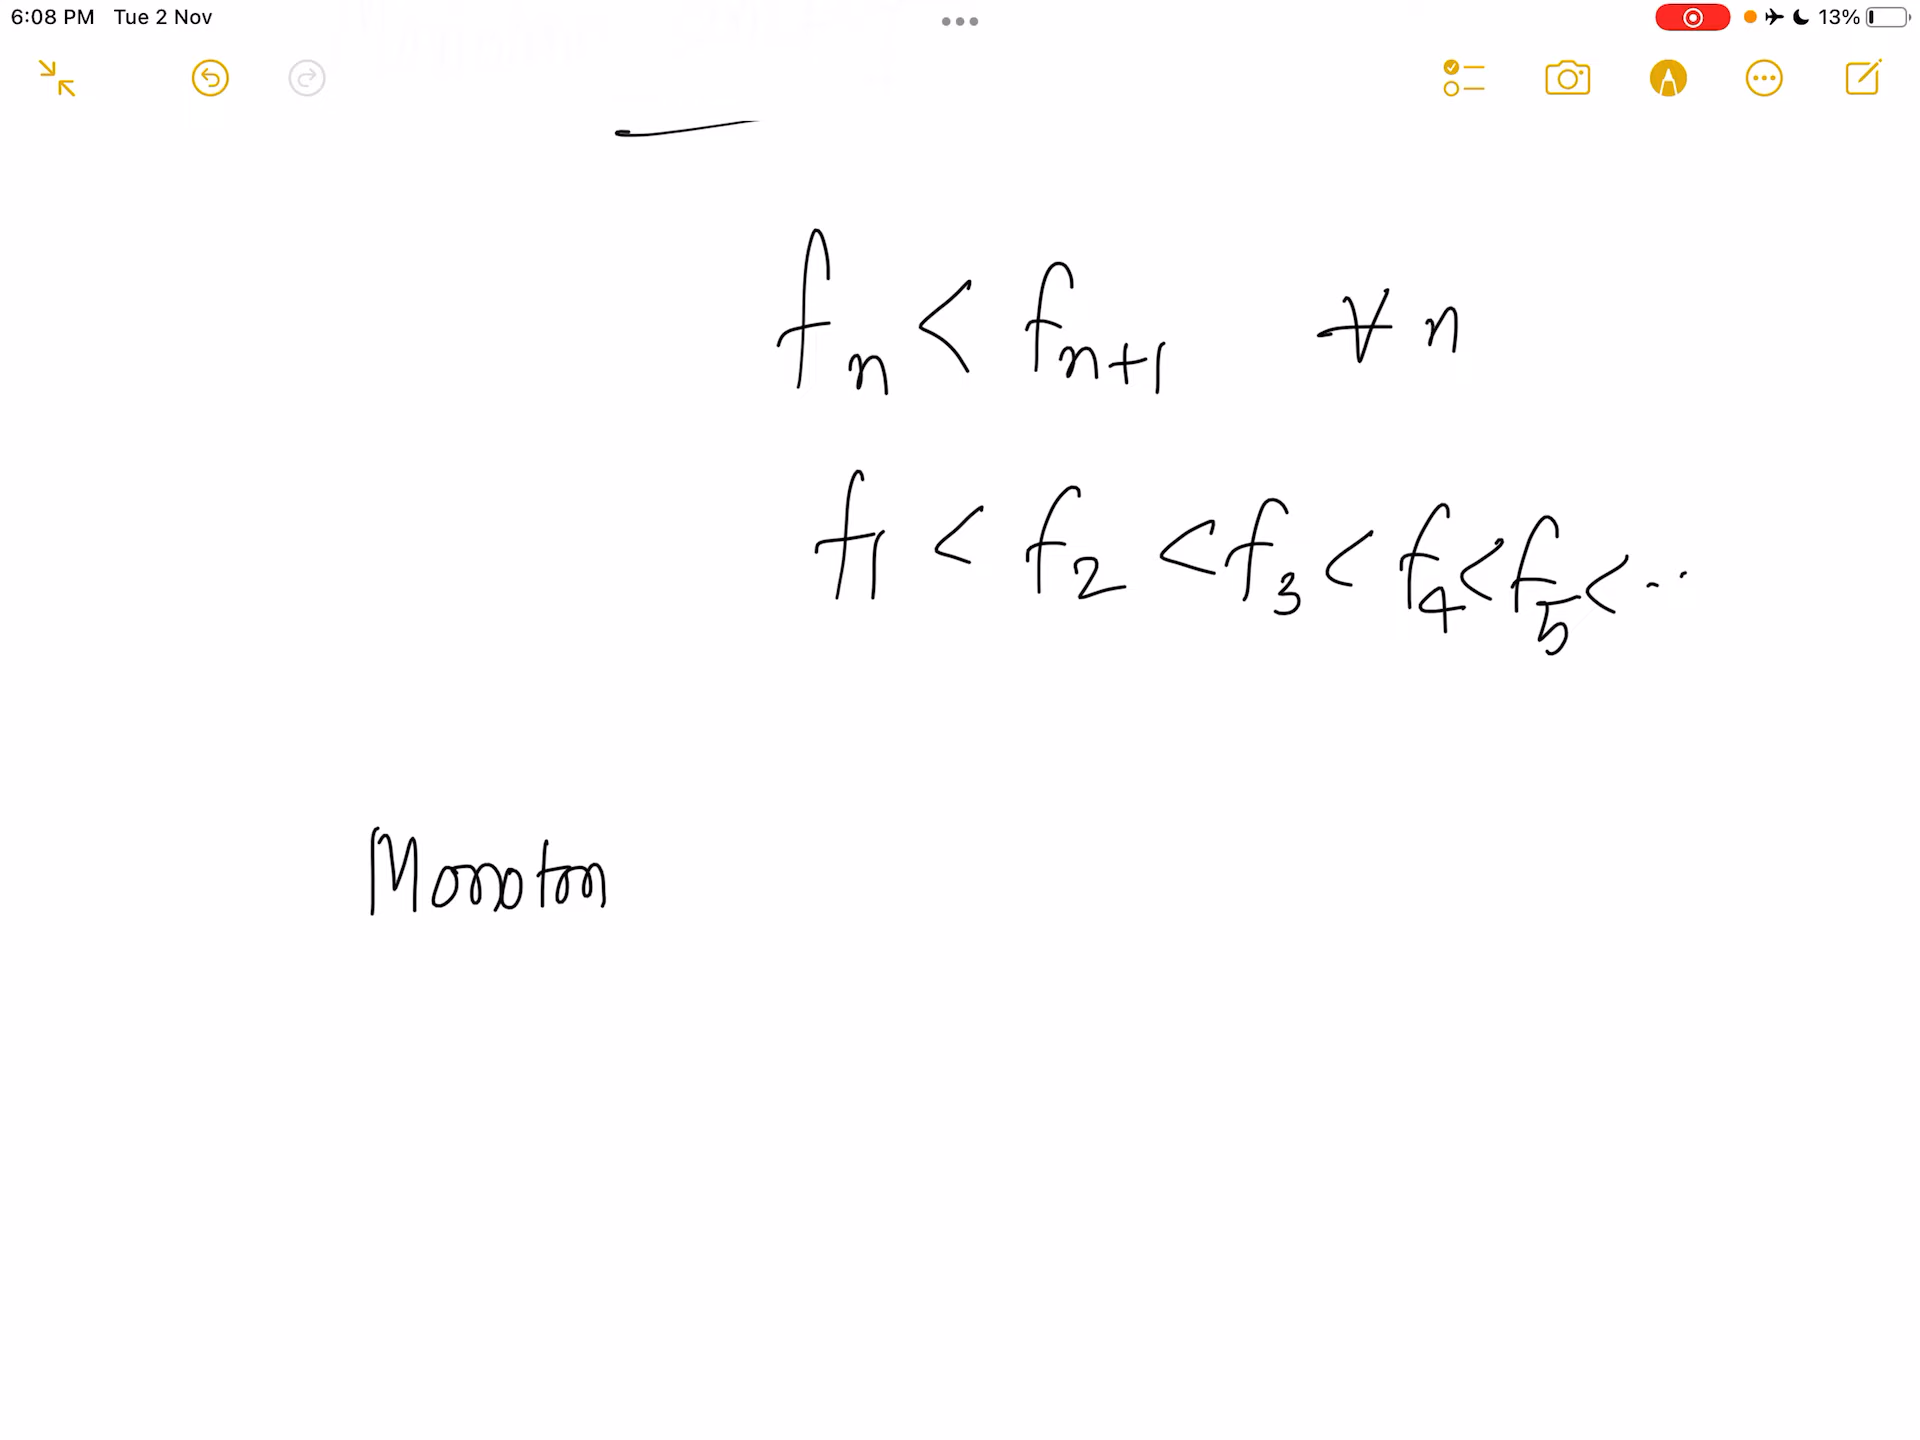 6:08 PM Tue 2 Nov 13%
fₙ < fₙ₊₁ ∀ n
f₁ < f₂ < f₃ < f₄ < f₅ < ...
Monoton